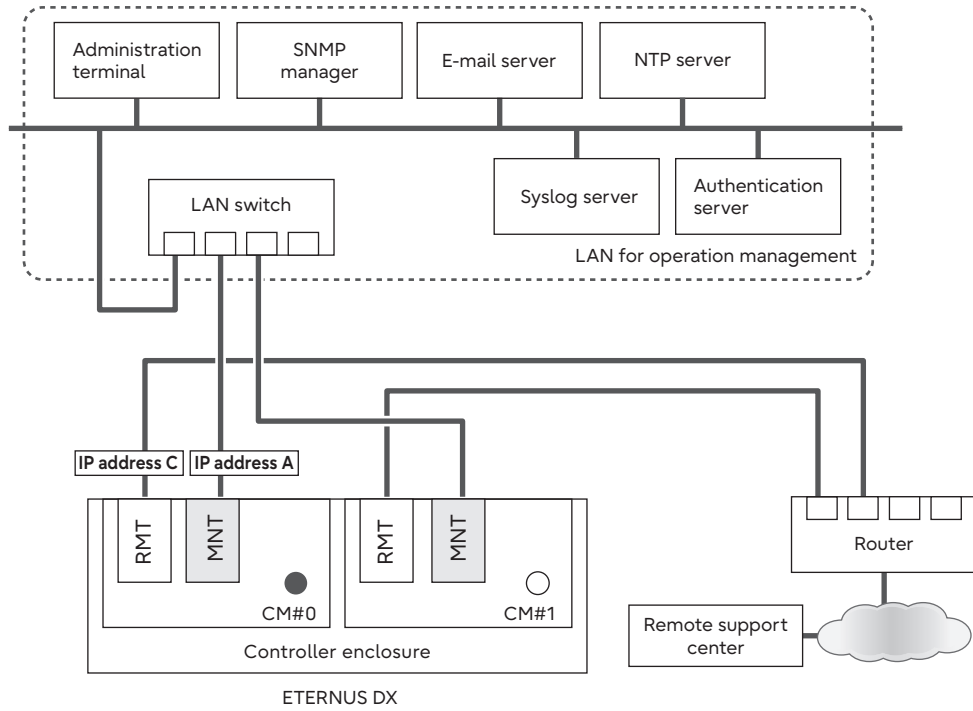 Administration
terminal
SNMP
manager
E-mail server
NTP server
Syslog server
Authentication
server
LAN switch
LAN for operation management
IP address C
IP address A
RMT
MNT
CM#0
RMT
MNT
CM#1
Controller enclosure
ETERNUS DX
Router
Remote support
center